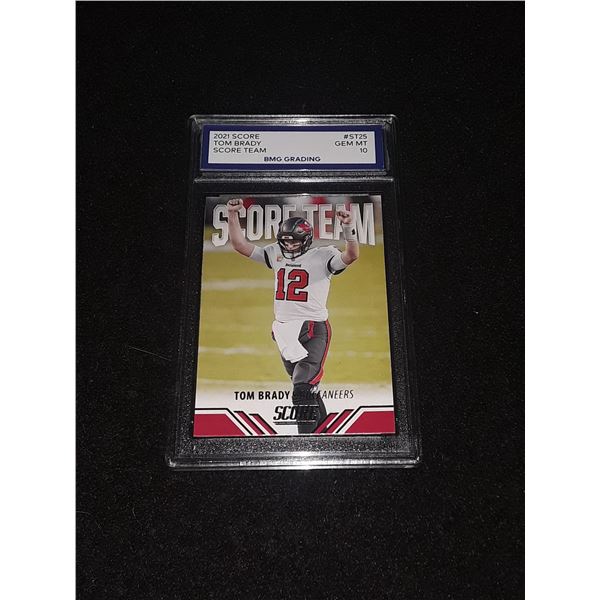 2021 SCORE #ST25
TOM BRADY GEM MT
SCORE TEAM 10
BMG GRADING
SCORE TEAM
12
TOM BRADY
SCORE